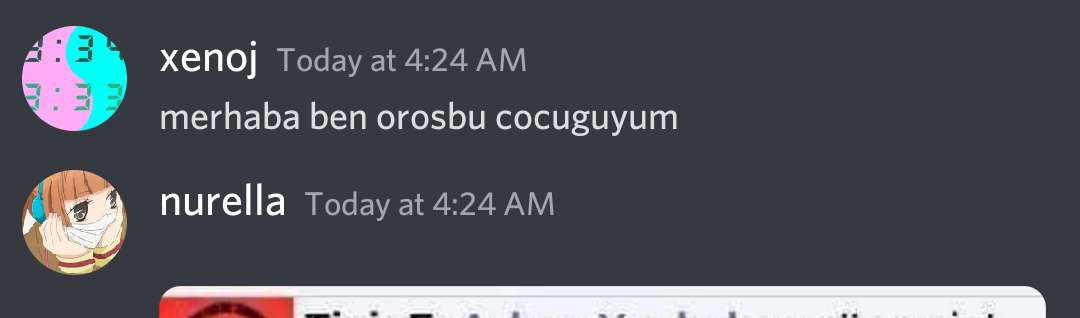 xenoj Today at 4:24 AM
merhaba ben orosbu cocuguyum
nurella Today at 4:24 AM